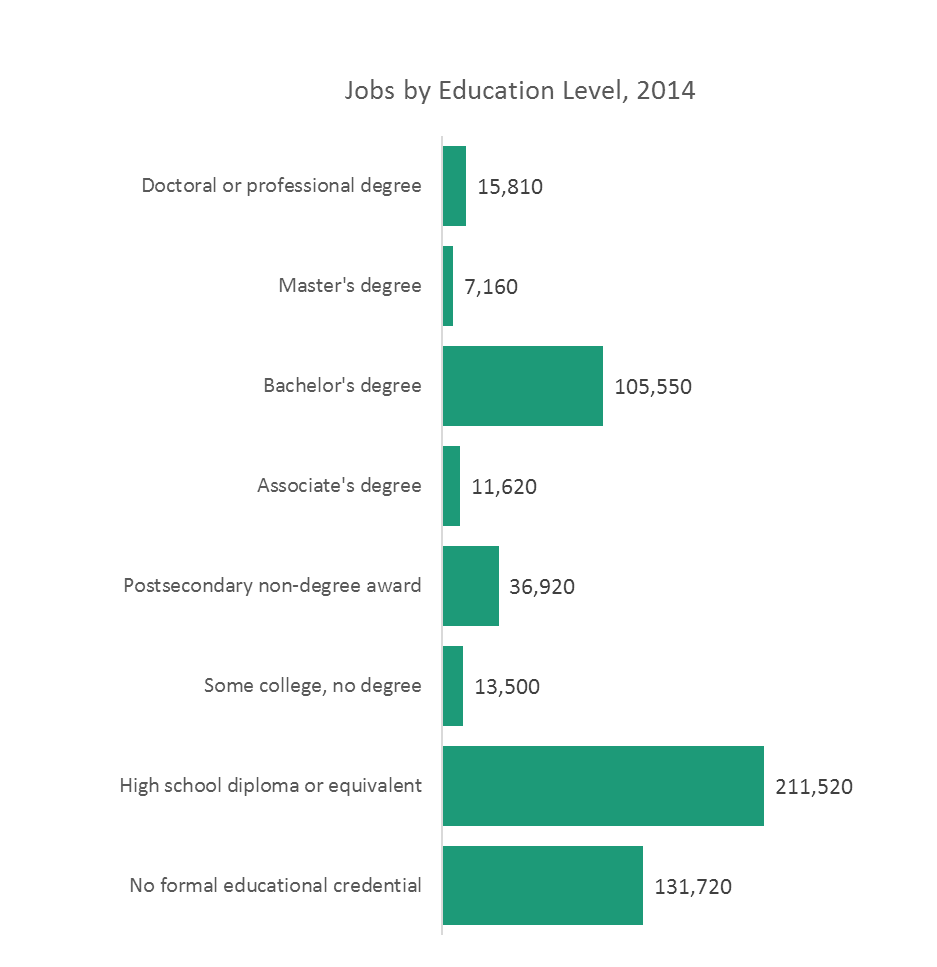 Jobs by Education Level, 2014
Doctoral or professional degree 15,810
Master's degree 7,160
Bachelor's degree 105,550
Associate's degree 11,620
Postsecondary non-degree award 36,920
Some college, no degree 13,500
High school diploma or equivalent 211,520
No formal educational credential 131,720